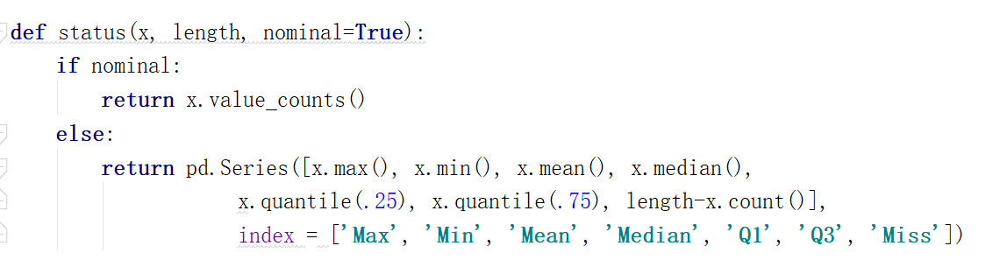 def status(x, length, nominal=True):
    if nominal:
        return x.value_counts()
    else:
        return pd.Series([x.max(), x.min(), x.mean(), x.median(),
                    x.quantile(.25), x.quantile(.75), length-x.count()],
                    index = ['Max', 'Min', 'Mean', 'Median', 'Q1', 'Q3', 'Miss'])